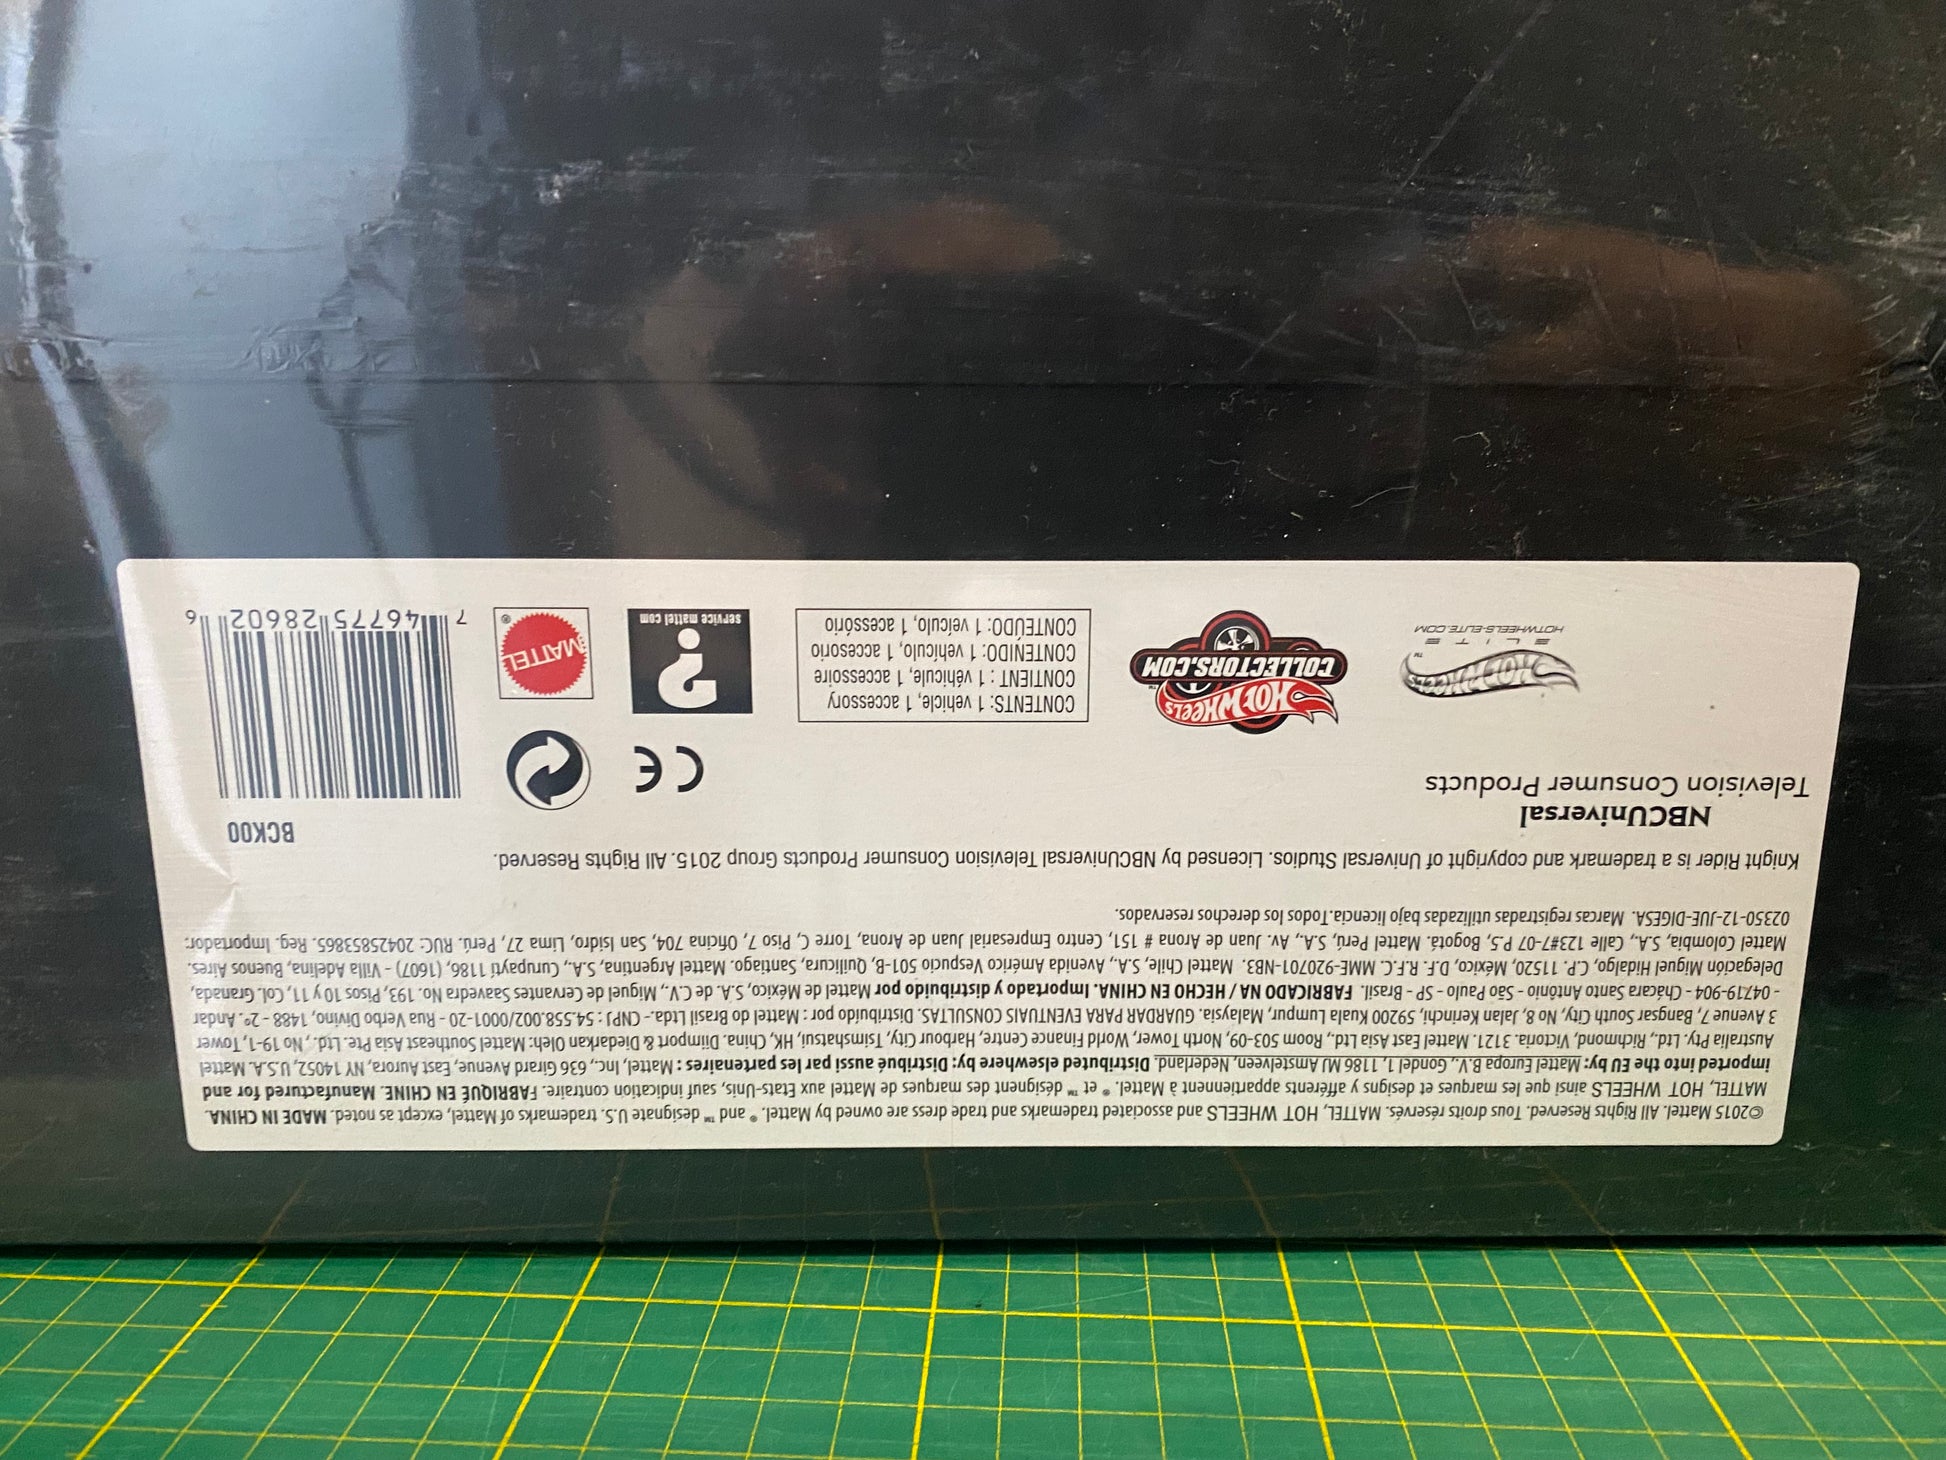 ©2015 Mattel. All Rights Reserved. Tous droits réservés. MATTEL, HOT WHEELS and associated trademarks and trade dress are owned by Mattel. ® and ™ designate U.S. trademarks of Mattel, except as noted. MADE IN CHINA
MATTEL, HOT WHEELS ainsi que les marques et designs y afférents appartiennent à Mattel. ® et ™ désignent des marques de Mattel aux États-Unis, sauf indication contraire. FABRIQUÉ EN CHINE. Manufactured for and
imported into the EU by: Mattel Europa B.V., Gondel 1, 1186 MJ Amstelveen, Nederland. Distributed elsewhere by: Distribué aussi par les partenaires : Mattel, Inc., 636 Girard Avenue, East Aurora, NY 14052, U.S.A. Mattel
Australia Pty. Ltd., Richmond, Victoria. 3121. Mattel East Asia Ltd., Room 503-09, North Tower, World Finance Centre, Harbour City, Tsimshatsui, HK, China. Diimport & Diedarkan Oleh: Mattel Southeast Asia Pte. Ltd., No 19-1, Tower
3 Avenue 7, Bangsar South City, No 8, Jalan Kerinchi, 59200 Kuala Lumpur, Malaysia. GUARDAR PARA EVENTUAIS CONSULTAS. Distribuído por : Mattel do Brasil Ltda.- CNPJ : 54.558.002/0001-20 - Rua Verbo Divino, 1488 - 2º. Andar
- 04719-904 - Chácara Santo Antônio - São Paulo - SP - Brasil. FABRICADO NA / HECHO EN CHINA. Importado y distribuido por Mattel de México, S.A. de C.V., Miguel de Cervantes Saavedra No. 193, Pisos 10 y 11, Col. Granada,
Delegación Miguel Hidalgo, C.P. 11520, México, D.F. R.F.C. MME-920701-NB3. Mattel Chile, S.A., Avenida Américo Vespucio 501-B, Quilicura, Santiago. Mattel Argentina, S.A., Curupaytí 1186, (1607) - Villa Adelina, Buenos Aires.
Mattel Colombia, S.A., Calle 123#7-07 P.5, Bogotá. Mattel Perú, S.A., Av. Juan de Arona # 151, Centro Empresarial Juan de Arona, Torre C, Piso 7, Oficina 704, San Isidro, Lima 27, Perú. RUC: 20425853865. Reg. Importador:
02350-12-JUE-DIGESA. Marcas registradas utilizadas bajo licencia.Todos los derechos reservados.
Knight Rider is a trademark and copyright of Universal Studios. Licensed by NBCUniversal Television Consumer Products Group 2015. All Rights Reserved.
NBCUniversal
Television Consumer Products
HOT WHEELS™
ELITE
HOTWHEELS-ELITE.COM
HOT WHEELS™
COLLECTORS.COM
CONTENTS: 1 vehicle, 1 accessory
CONTIENT : 1 véhicule, 1 accessoire
CONTENIDO: 1 vehículo, 1 accesorio
CONTEÚDO: 1 veículo, 1 acessório
CE
?
service mattel com
MATTEL®
BCK00
7 46775 28602 6